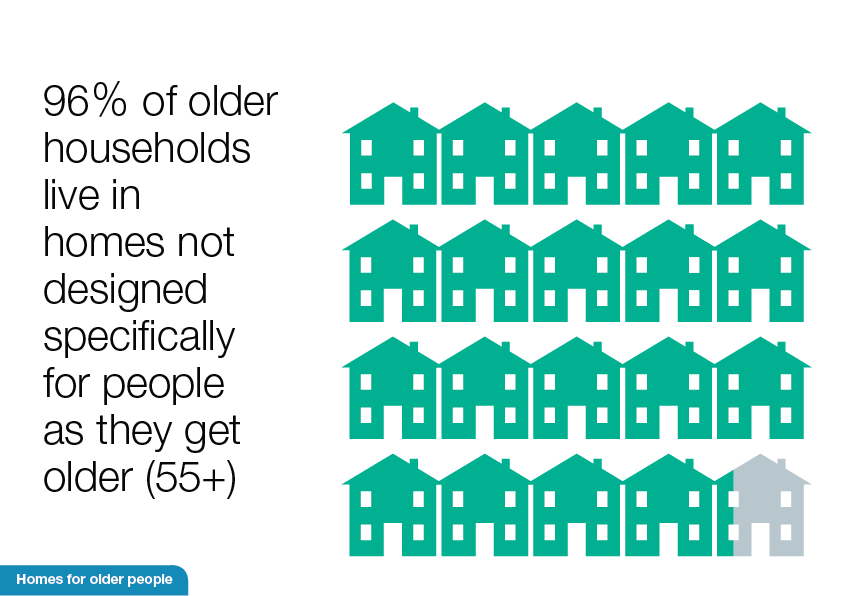 96% of older
households
live in
homes not
designed
specifically
for people
as they get
older (55+)
Homes for older people